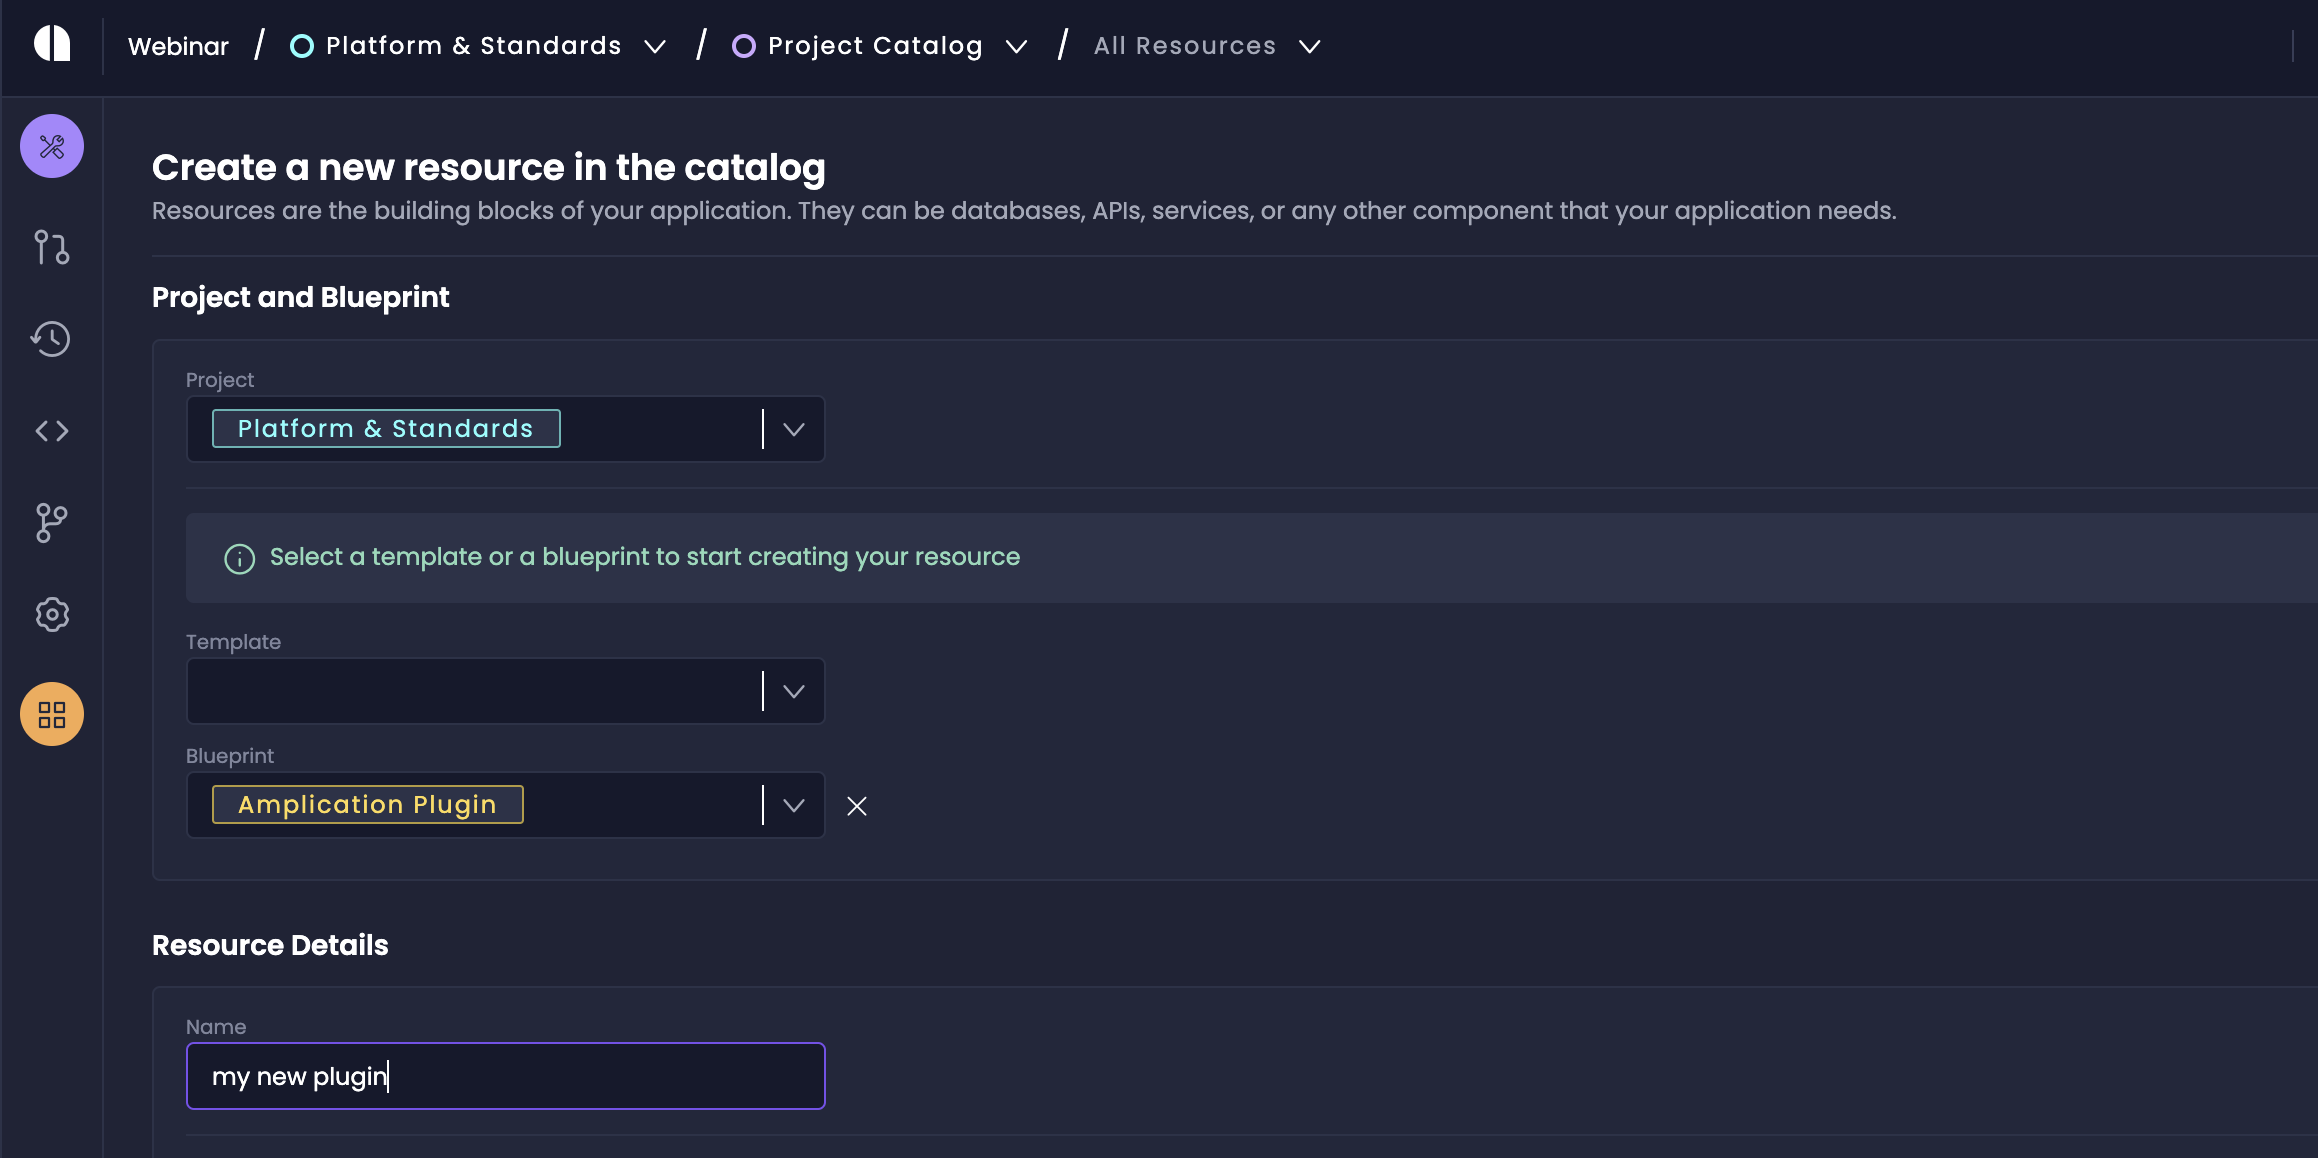 Webinar / Platform & Standards / Project Catalog / All Resources
Create a new resource in the catalog
Resources are the building blocks of your application. They can be databases, APIs, services, or any other component that your application needs.
Project and Blueprint
Project
Platform & Standards
Select a template or a blueprint to start creating your resource
Template
Blueprint
Amplication Plugin
Resource Details
Name
my new plugin